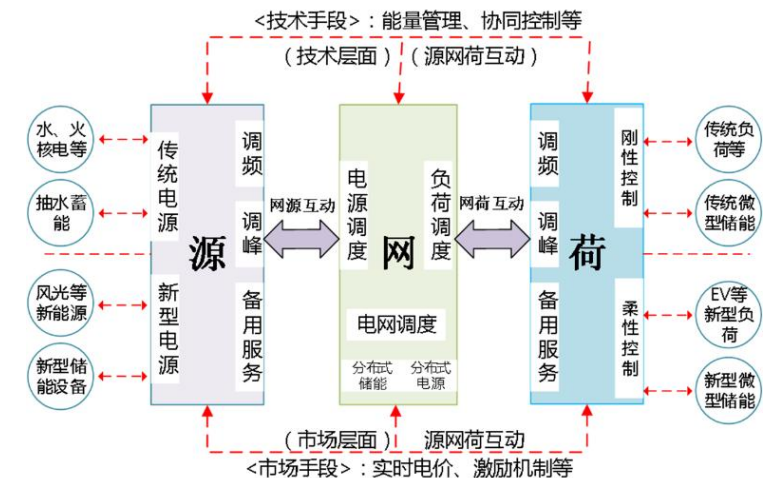 <技术手段>：能量管理、协同控制等
（技术层面）（源网荷互动）
水、火
核电等
抽水蓄
能
风光等
新能源
新型储
能设备
传统电源
新型电源
调频
调峰
备用服务
源
网源互动
电源调度
负荷调度
网
电网调度
分布式
储能
分布式
电源
网荷互动
调频
调峰
备用服务
荷
刚性控制
柔性控制
传统负
荷等
传统微
型储能
EV等
新型负
荷
新型微
型储能
（市场层面） 源网荷互动
<市场手段>：实时电价、激励机制等